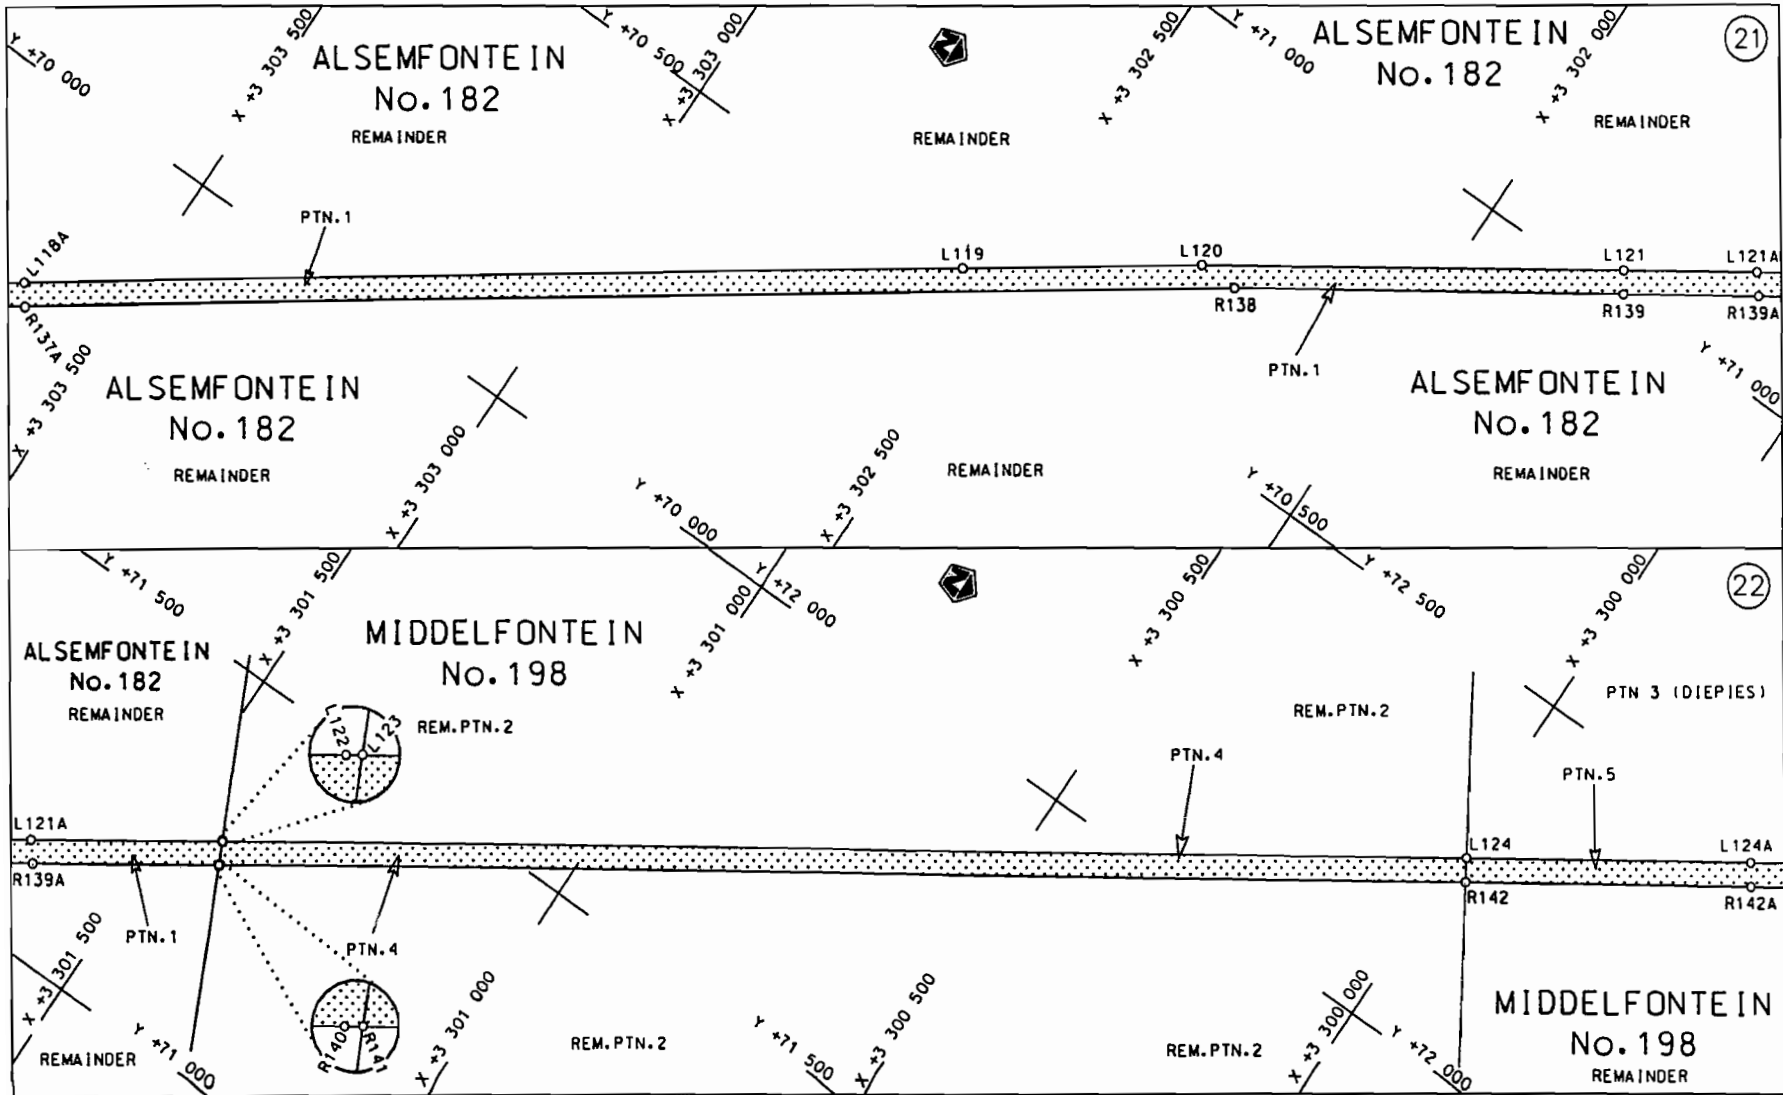 Y +70 000
X +3 303 500
ALSEMFONTEIN
No.182
REMAINDER
Y +70 500
X +3 303 000
N
REMAINDER
X +3 302 500
Y +71 000
ALSEMFONTEIN
No.182
X +3 302 000
REMAINDER
21
PTN.1
L118A
L119
L120
L121
L121A
R137A
R138
R139
R139A
PTN.1
X +3 303 500
ALSEMFONTEIN
No.182
REMAINDER
X +3 303 000
Y +70 000
X +3 302 500
REMAINDER
Y +70 500
ALSEMFONTEIN
No.182
REMAINDER
Y +71 000
Y +71 500
X +3 301 500
ALSEMFONTEIN
No.182
REMAINDER
MIDDELFONTEIN
No.198
REM.PTN.2
X +3 301 000
Y +72 000
N
X +3 300 500
Y +72 500
X +3 300 000
22
REM.PTN.2
PTN 3 (DIEPIES)
L122
L123
PTN.4
PTN.5
L121A
L124
L124A
R139A
R142
R142A
PTN.1
PTN.4
X +3 301 500
REMAINDER
Y +71 000
R140
R141
X +3 301 000
REM.PTN.2
Y +71 500
X +3 300 500
REM.PTN.2
X +3 300 000
Y +72 000
MIDDELFONTEIN
No.198
REMAINDER